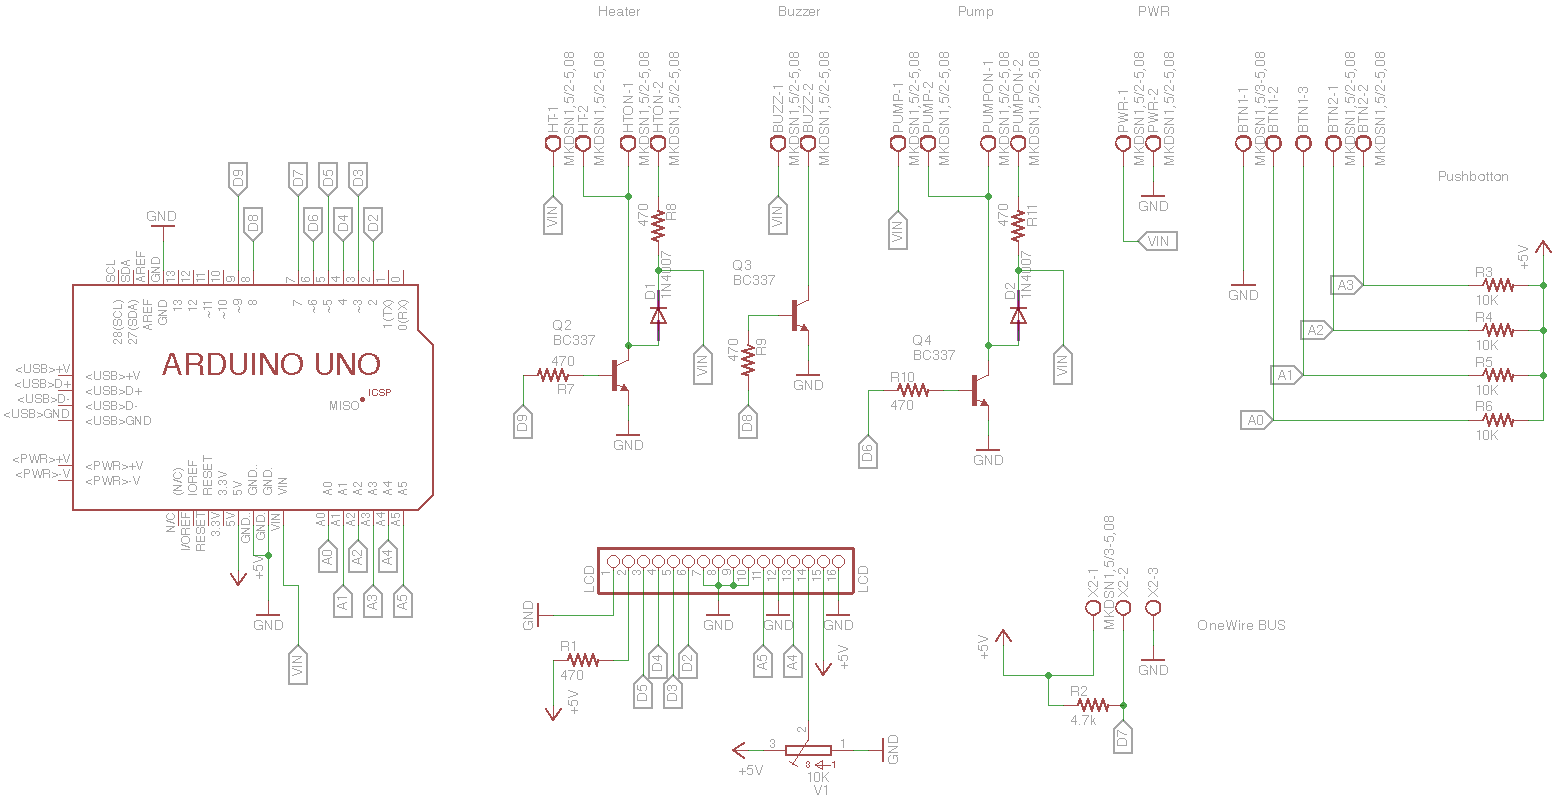 Heater
Buzzer
Pump
PWR
HT-1
MKDSN1,5/2-5,08
HT-2
MKDSN1,5/2-5,08
HTON-1
MKDSN1,5/2-5,08
HTON-2
MKDSN1,5/2-5,08
BUZZ-1
MKDSN1,5/2-5,08
BUZZ-2
MKDSN1,5/2-5,08
PUMP-1
MKDSN1,5/2-5,08
PUMP-2
MKDSN1,5/2-5,08
PUMPON-1
MKDSN1,5/2-5,08
PUMPON-2
MKDSN1,5/2-5,08
PWR-1
MKDSN1,5/2-5,08
PWR-2
MKDSN1,5/2-5,08
BTN1-1
MKDSN1,5/3-5,08
BTN1-2
BTN1-3
BTN2-1
MKDSN1,5/2-5,08
BTN2-2
MKDSN1,5/2-5,08
Pushbottan
D9
D8
D7
D6
D5
D4
D3
D2
GND
SCL
SDA
AREF
GND
13
12
11
10
9
8
7
6
5
4
3
2
1
0
28(SCL)
27(SDA)
AREF
GND
13
12
~11
~10
~9
8
7
~6
~5
4
~3
2
1(TX)
0(RX)
ARDUINO UNO
ICSP
MISO
<USB>+V
<USB>D+
<USB>D-
<USB>GND
<PWR>+V
<PWR>-V
<USB>+V
<USB>D+
<USB>D-
<USB>GND
<PWR>+V
<PWR>-V
(N/C)
IOREF
RESET
3.3V
5V
GND..
GND.
VIN
A0
A1
A2
A3
A4
A5
N/C
I/OREF
RESET
3.3V
5V
GND.
GND.
VIN
A0
A1
A2
A3
A4
A5
+5V
GND
VIN
A0
A1
A2
A3
A4
A5
VIN
470
R8
D1
1N4007
Q2
BC337
470
R7
D9
VIN
GND
VIN
Q3
BC337
470
R9
D8
GND
VIN
470
R11
D2
1N4007
Q4
BC337
R10
470
D6
VIN
GND
GND
VIN
GND
+5V
A3
R3
10K
A2
R4
10K
A1
R5
10K
A0
R6
10K
LCD
1
2
3
4
5
6
7
8
9
10
11
12
13
14
15
16
LCD
GND
GND
GND
GND
R1
470
+5V
D5
D4
D3
D2
A5
A4
+5V
2
3
1
3
1
+5V
GND
10K
V1
X2-1
MKDSN1,5/3-5,08
X2-2
X2-3
OneWire BUS
+5V
GND
R2
4.7k
D7